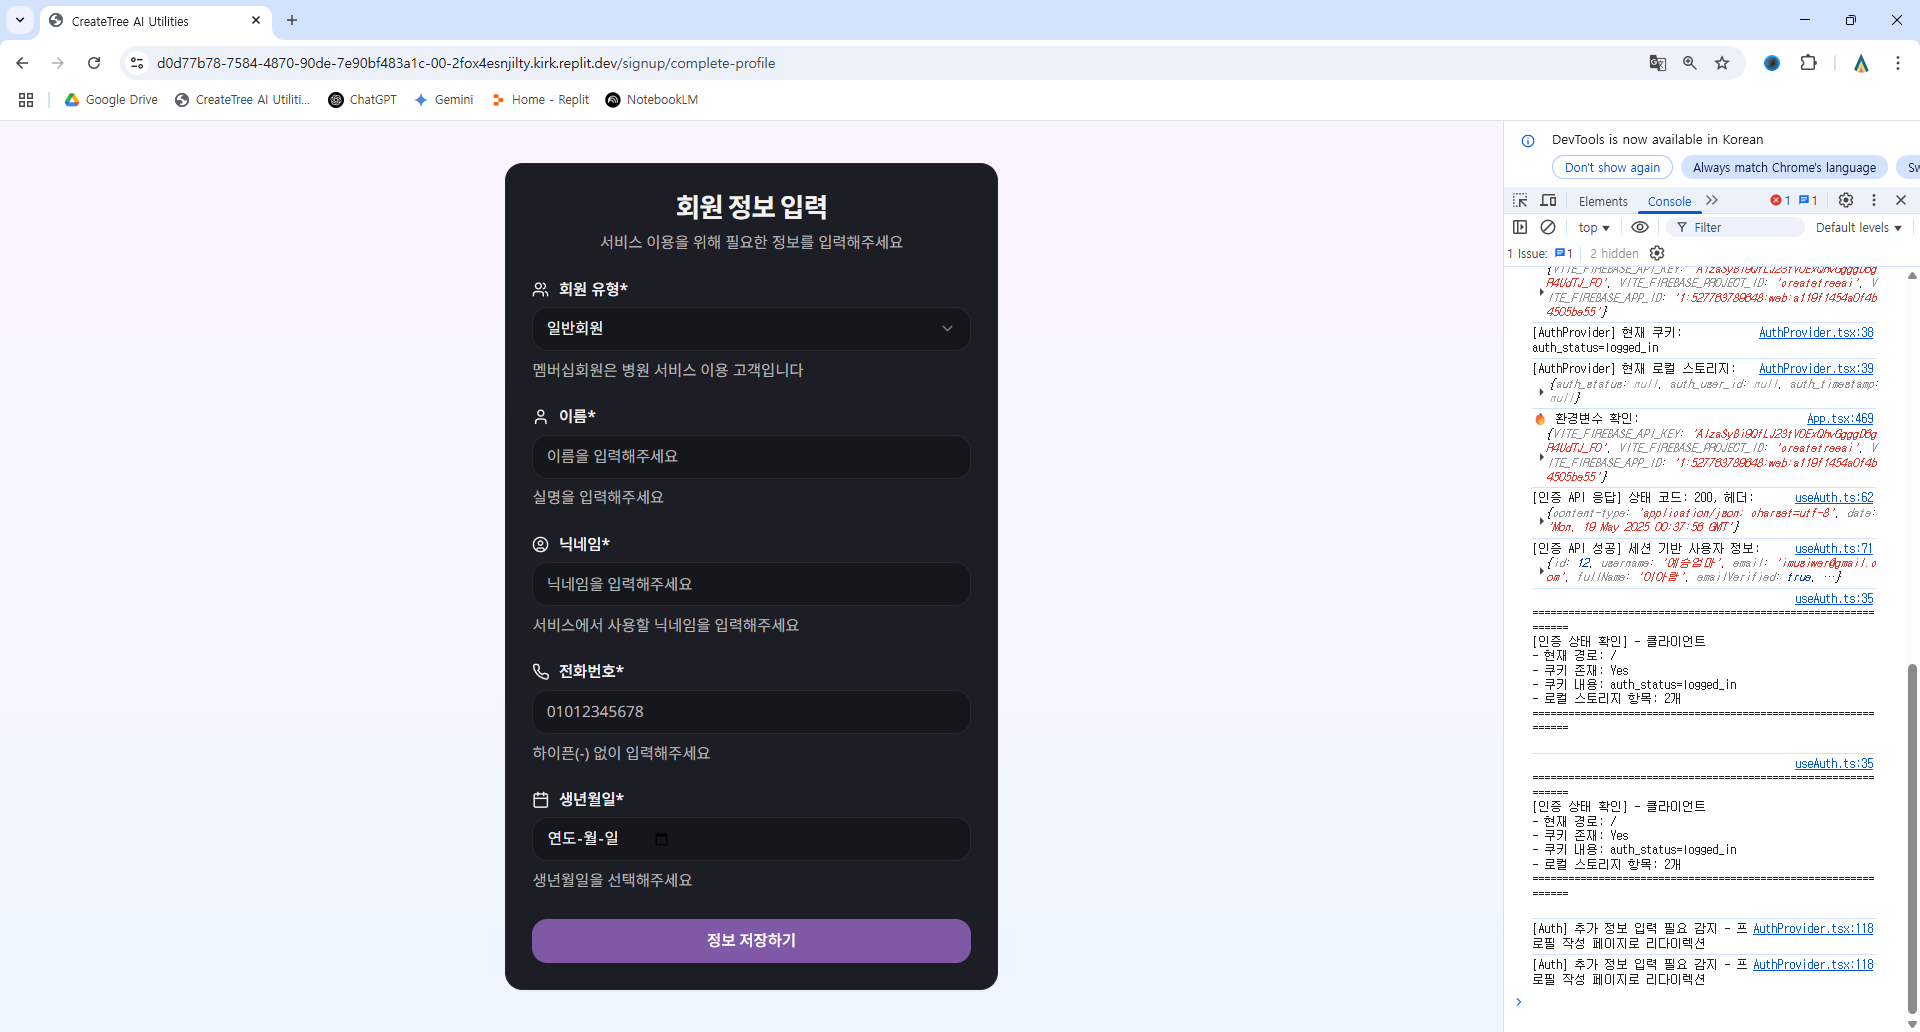 CreateTree AI Utilities
d0d77b78-7584-4870-90de-7e90bf483a1c-00-2fox4esnjilty.kirk.replit.dev/signup/complete-profile
Google Drive
CreateTree AI Utiliti...
ChatGPT
Gemini
Home - Replit
NotebookLM
회원 정보 입력
서비스 이용을 위해 필요한 정보를 입력해주세요
회원 유형*
일반회원
멤버십회원은 병원 서비스 이용 고객입니다
이름*
이름을 입력해주세요
실명을 입력해주세요
닉네임*
닉네임을 입력해주세요
서비스에서 사용할 닉네임을 입력해주세요
전화번호*
01012345678
하이픈(-) 없이 입력해주세요
생년월일*
연도-월-일
생년월일을 선택해주세요
정보 저장하기
DevTools is now available in Korean
Don't show again
Always match Chrome's language
Sw
Elements
Console
1
1
top
Filter
Default levels
1 Issue: 1
2 hidden
[AuthProvider] 현재 쿠키: AuthProvider.tsx:38
auth_status=logged_in
[AuthProvider] 현재 로컬 스토리지: AuthProvider.tsx:39
{auth_status: null, auth_user_id: null, auth_timestamp:
null}
환경변수 확인: App.tsx:469
VITE_FIREBASE_PROJECT_ID: 'createtreeai', V
ITE_FIREBASE_APP_ID:
[인증 API 응답] 상태 코드: 200, 헤더: useAuth.ts:62
{content-type: 'application/json; charset=utf-8', date:
'Mon, 19 May 2025 00:37:56 GMT'}
[인증 API 성공] 세션 기반 사용자 정보: useAuth.ts:71
{id: 12, username: '예승엄마', email: 'imusiwer@gmail.c
om', fullName: '이아람', emailVerified: true, …}
useAuth.ts:35
=========================================================
======
[인증 상태 확인] - 클라이언트
- 현재 경로: /
- 쿠키 존재: Yes
- 쿠키 내용: auth_status=logged_in
- 로컬 스토리지 항목: 2개
=========================================================
======
useAuth.ts:35
=========================================================
======
[인증 상태 확인] - 클라이언트
- 현재 경로: /
- 쿠키 존재: Yes
- 쿠키 내용: auth_status=logged_in
- 로컬 스토리지 항목: 2개
=========================================================
======
[Auth] 추가 정보 입력 필요 감지 - 프 AuthProvider.tsx:118
로필 작성 페이지로 리다이렉션
[Auth] 추가 정보 입력 필요 감지 - 프 AuthProvider.tsx:118
로필 작성 페이지로 리다이렉션